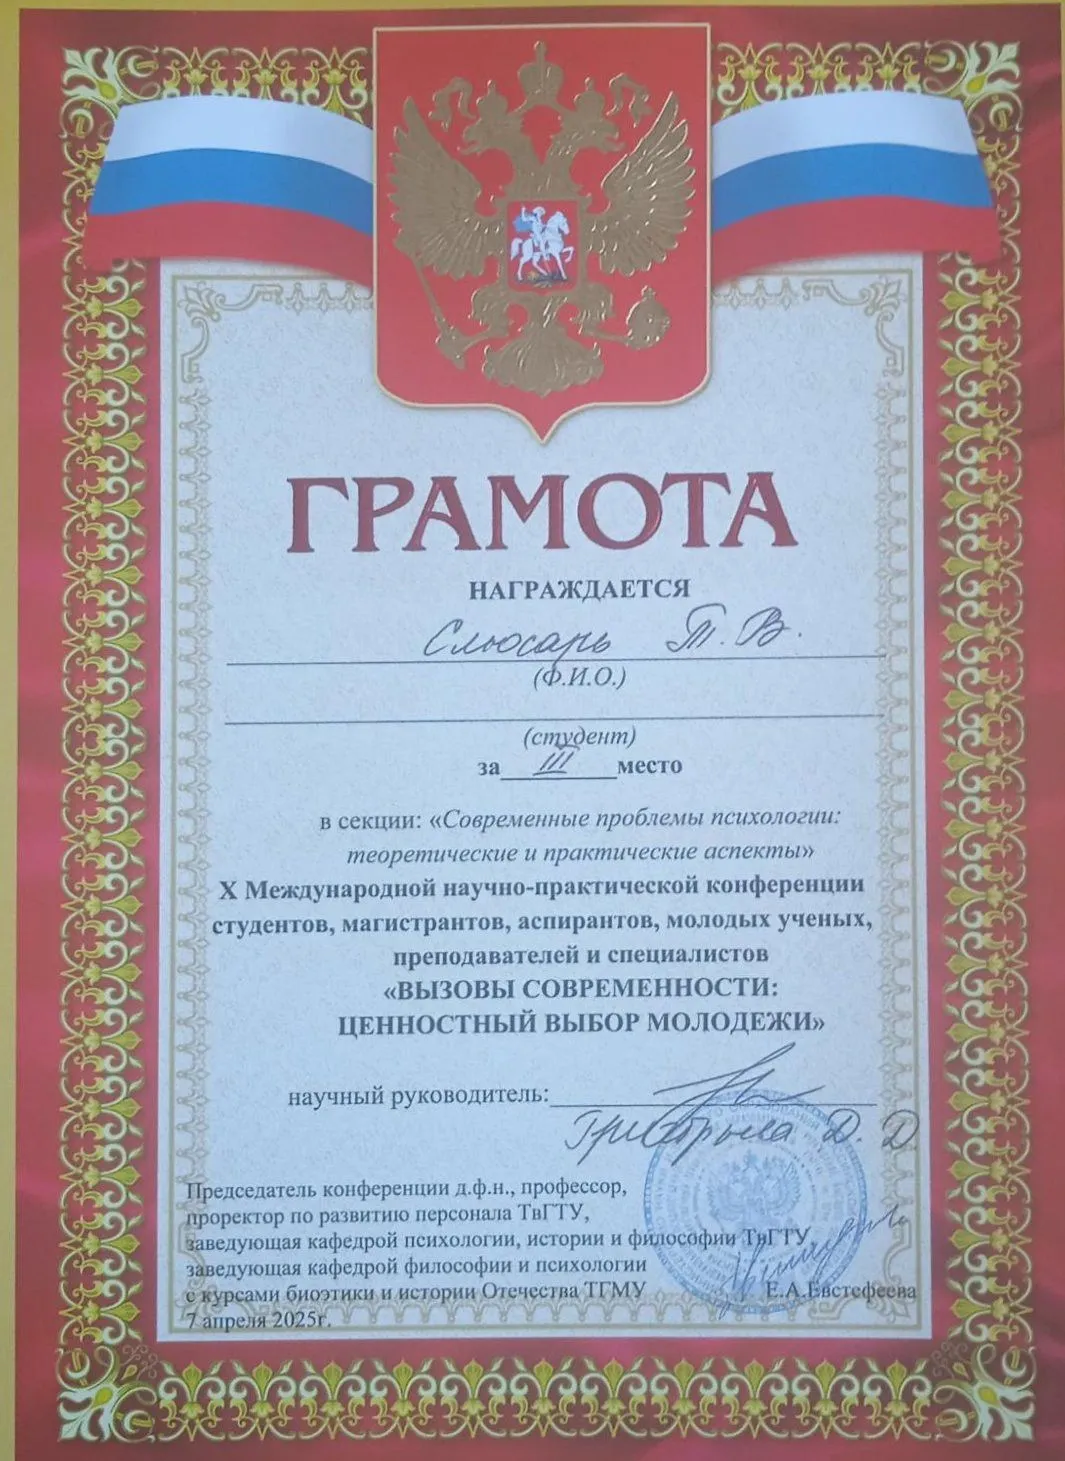 ГРАМОТА
НАГРАЖДАЕТСЯ
Слюсарь Т. В.
(Ф.И.О.)
(студент)
за III место
в секции: «Современные проблемы психологии:
теоретические и практические аспекты»
X Международной научно-практической конференции
студентов, магистрантов, аспирантов, молодых ученых,
преподавателей и специалистов
«ВЫЗОВЫ СОВРЕМЕННОСТИ:
ЦЕННОСТНЫЙ ВЫБОР МОЛОДЕЖИ»
научный руководитель:
Д. Д
Председатель конференции д.ф.н., профессор,
проректор по развитию персонала ТвГТУ,
заведующая кафедрой психологии, истории и философии ТвГТУ
заведующая кафедрой философии и психологии
с курсами биоэтики и истории Отечества ТГМУ Е.А.Евстефеева
7 апреля 2025г.